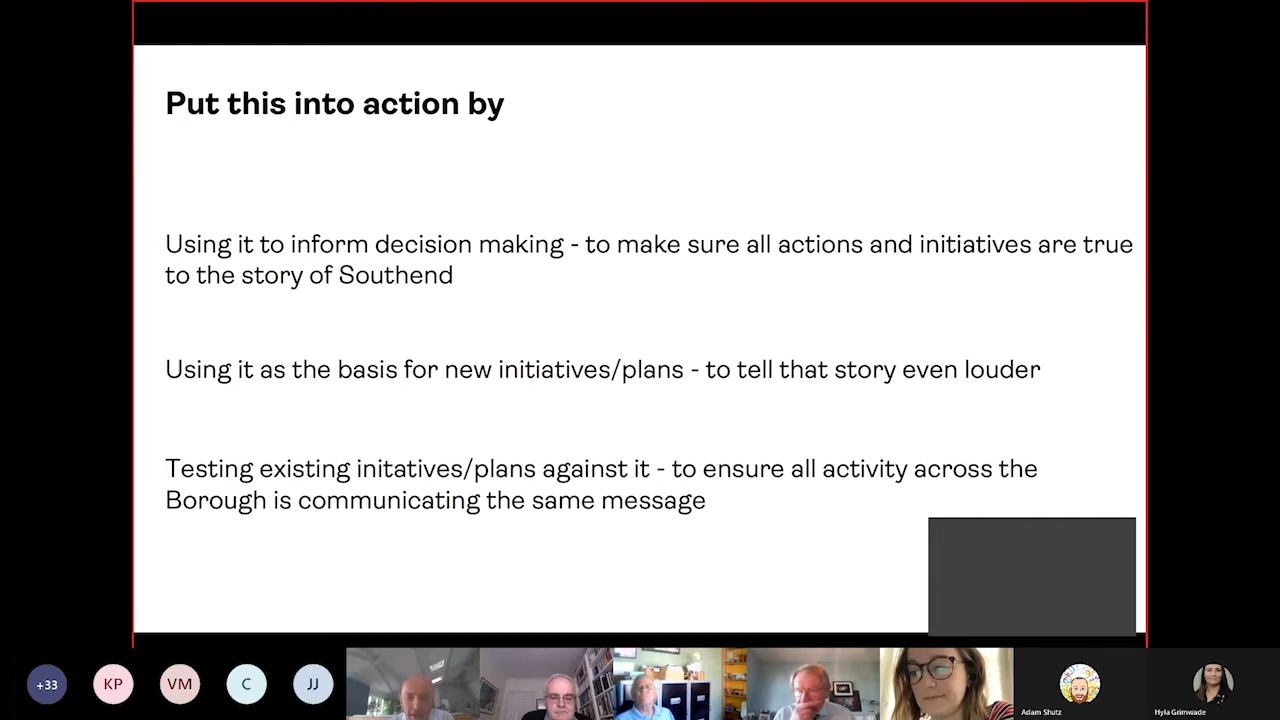 Put this into action by
Using it to inform decision making - to make sure all actions and initiatives are true
to the story of Southend
Using it as the basis for new initiatives/plans - to tell that story even louder
Testing existing initatives/plans against it - to ensure all activity across the
Borough is communicating the same message
+33
KP
VM
C
JJ
Adam Shutz
Hyla Grimwade